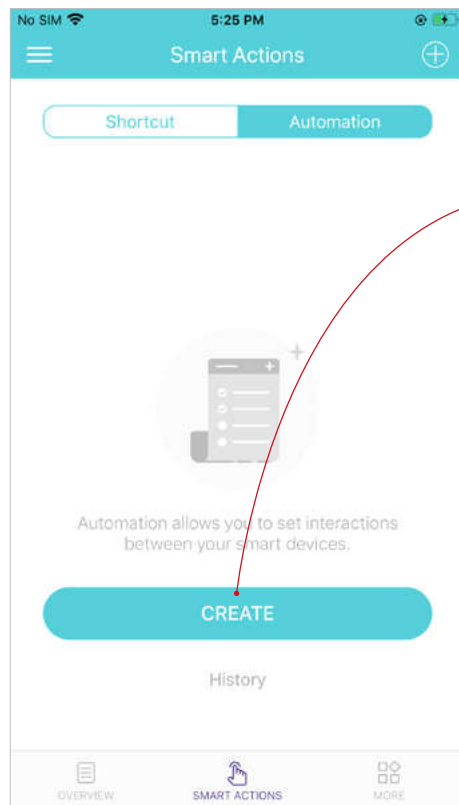 No SIM 5:25 PM
Smart Actions
Shortcut Automation
Automation allows you to set interactions
between your smart devices.
CREATE
History
OVERVIEW SMART ACTIONS MORE